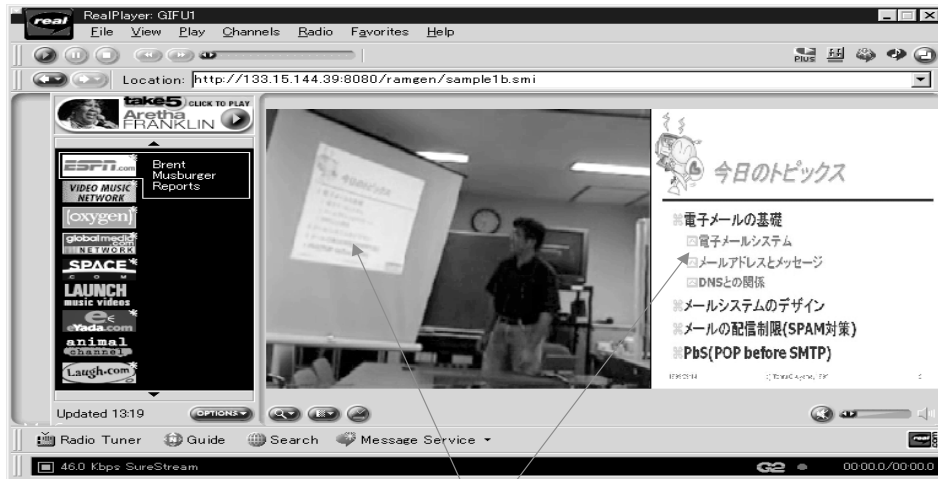 real
RealPlayer: GIFU1
File View Play Channels Radio Favorites Help
PLUS
Location: http://133.15.144.39:8080/ramgen/sample1b.smi
take5 CLICK TO PLAY
Aretha
FRANKLIN
ESPN.com
Brent
Musburger
Reports
VIDEO MUSIC
NETWORK
[oxygen]
globalmedia
.com
NETWORK
SPACE
COM
LAUNCH
music videos
eYada.com
animal
channel
Laugh.com
Updated 13:19
OPTIONS
今日のトピックス
電子メールの基礎
電子メールシステム
メールアドレスとメッセージ
DNSとの関係
メールシステムのデザイン
メールの配信制限(SPAM対策)
PbS(POP before SMTP)
Radio Tuner Guide Search Message Service
real
46.0 Kbps SureStream
G2
00:00.0/00:00.0